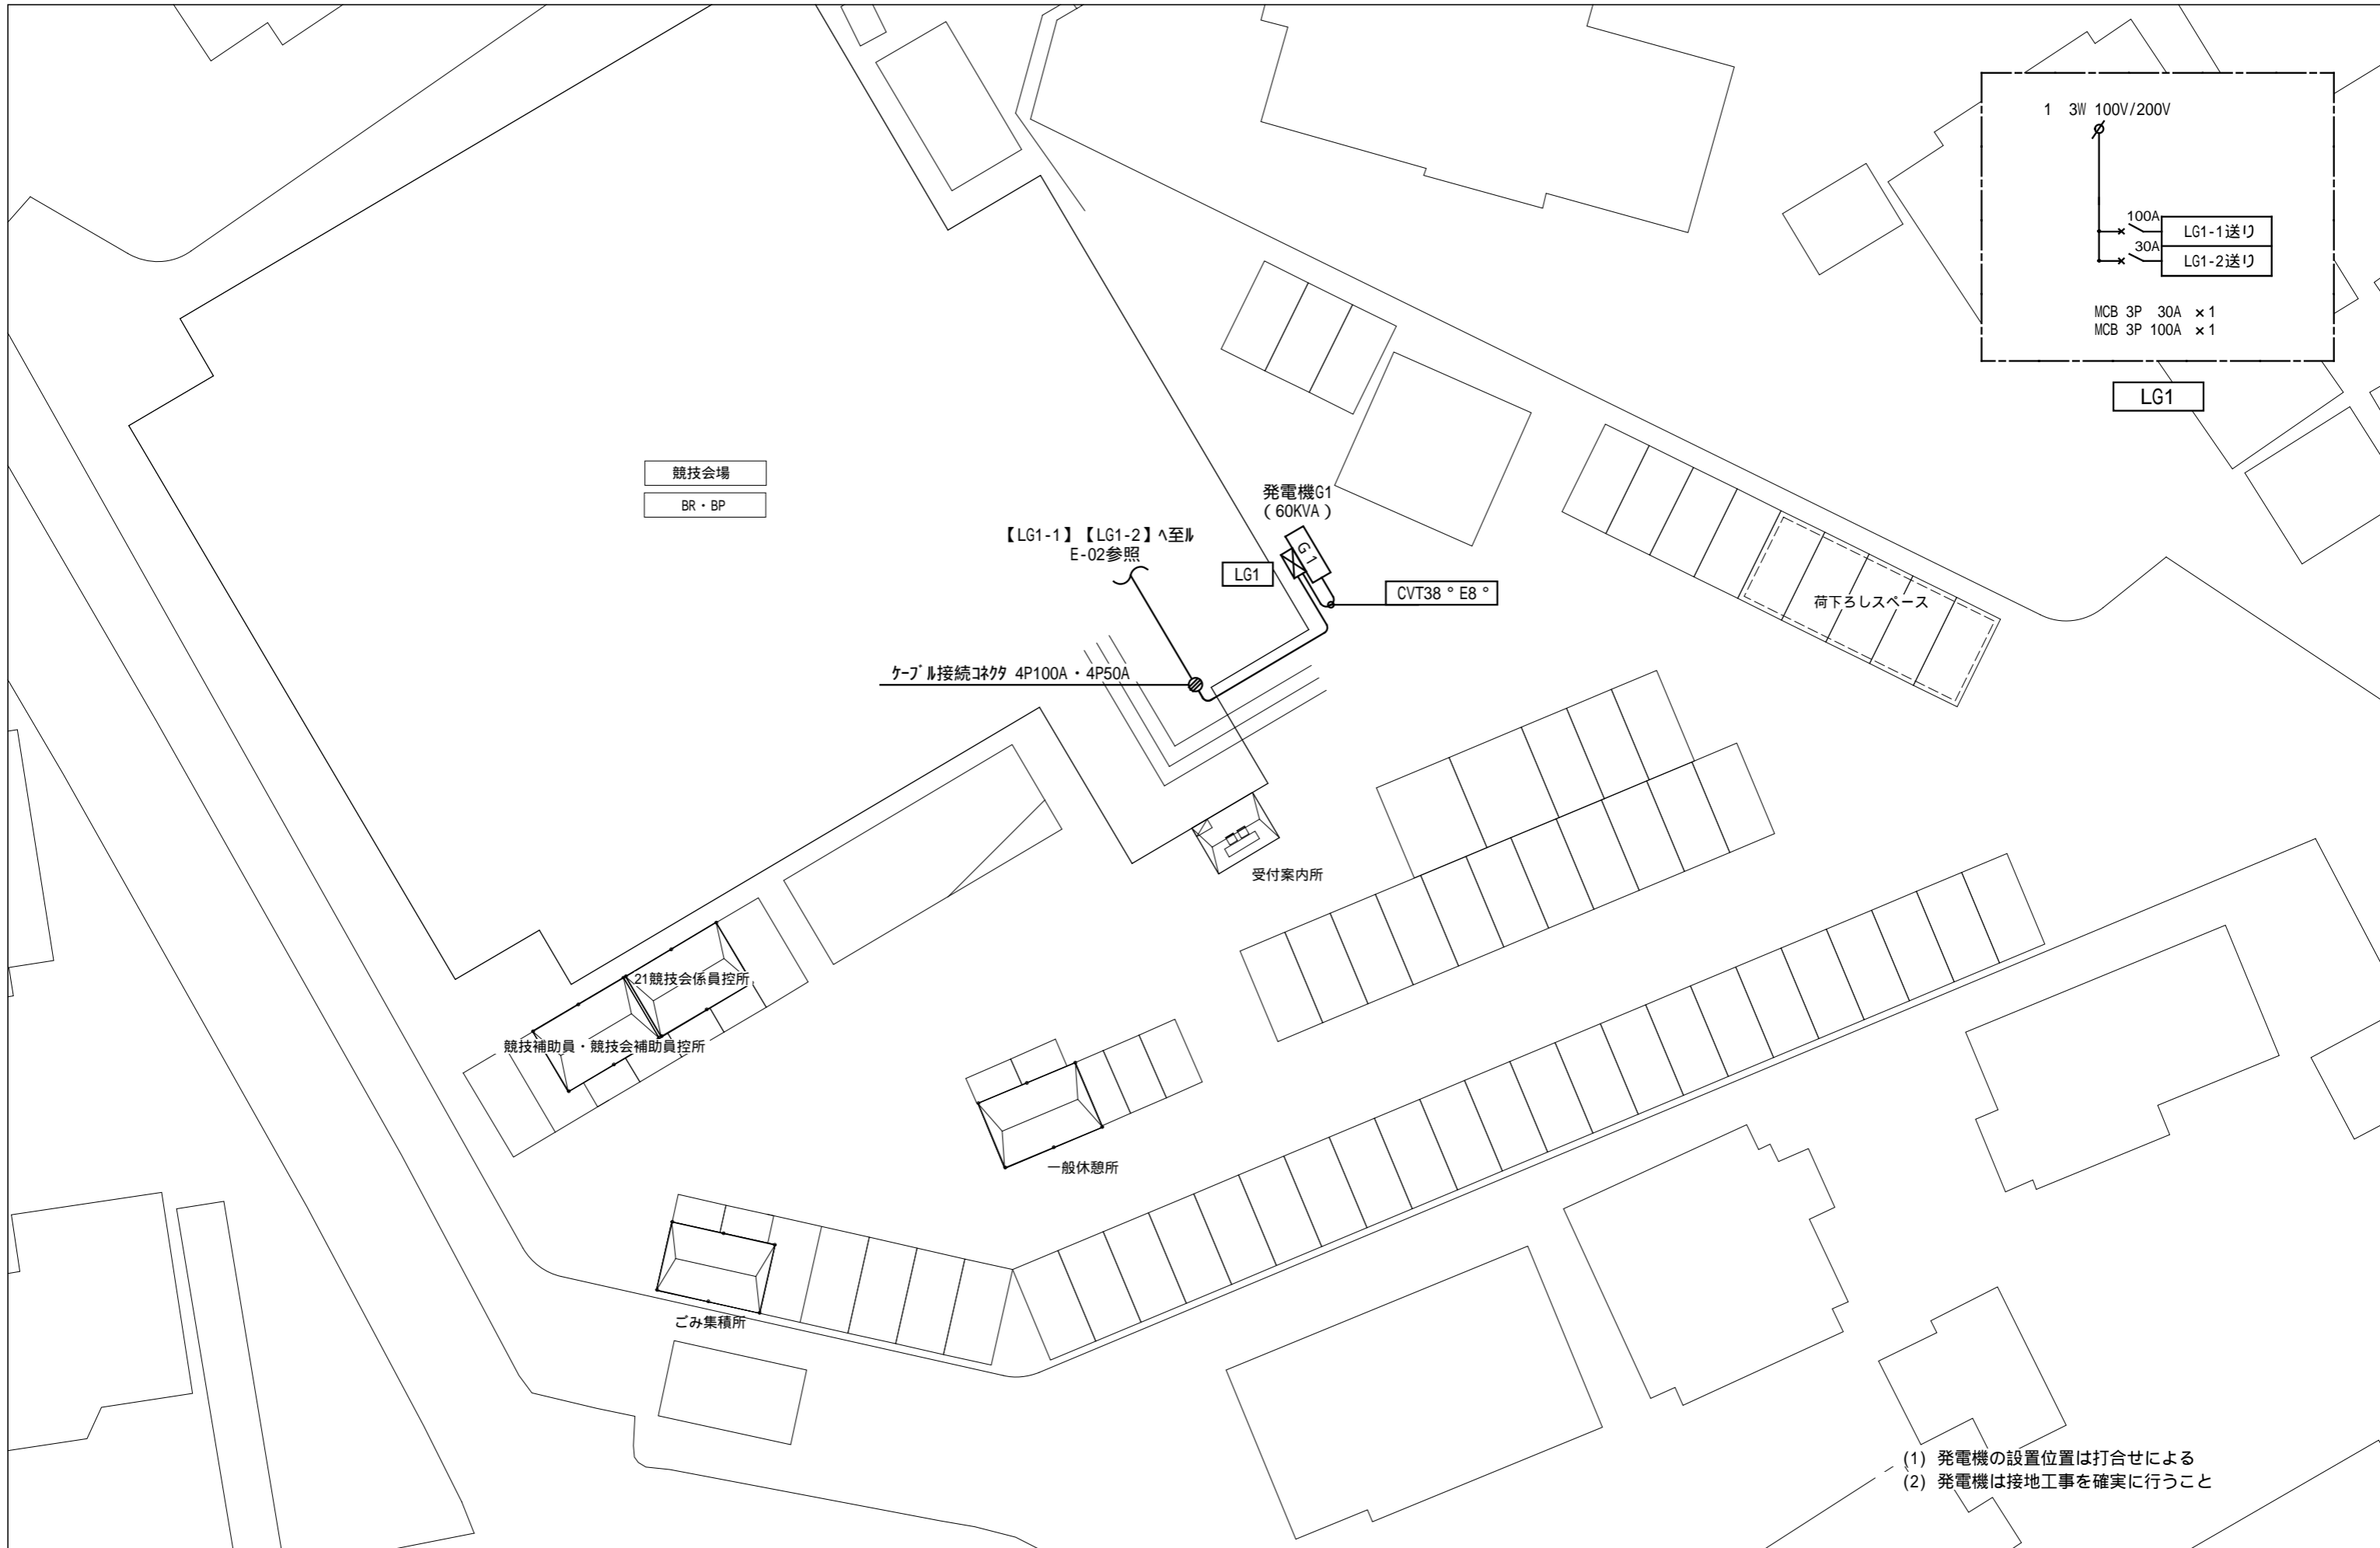 1 3W 100V/200V
100A
LG1-1送り
30A
LG1-2送り
MCB 3P 30A ×1
MCB 3P 100A ×1
LG1
競技会場
BR・BP
発電機G1
(60KVA)
【LG1-1】【LG1-2】ヘ至ル
E-02参照
G1
LG1
CVT38° E8°
荷下ろしスペース
ケーブル接続コネクタ 4P100A・4P50A
受付案内所
21競技会係員控所
競技補助員・競技会補助員控所
一般休憩所
ごみ集積所
(1) 発電機の設置位置は打合せによる
(2) 発電機は接地工事を確実に行うこと